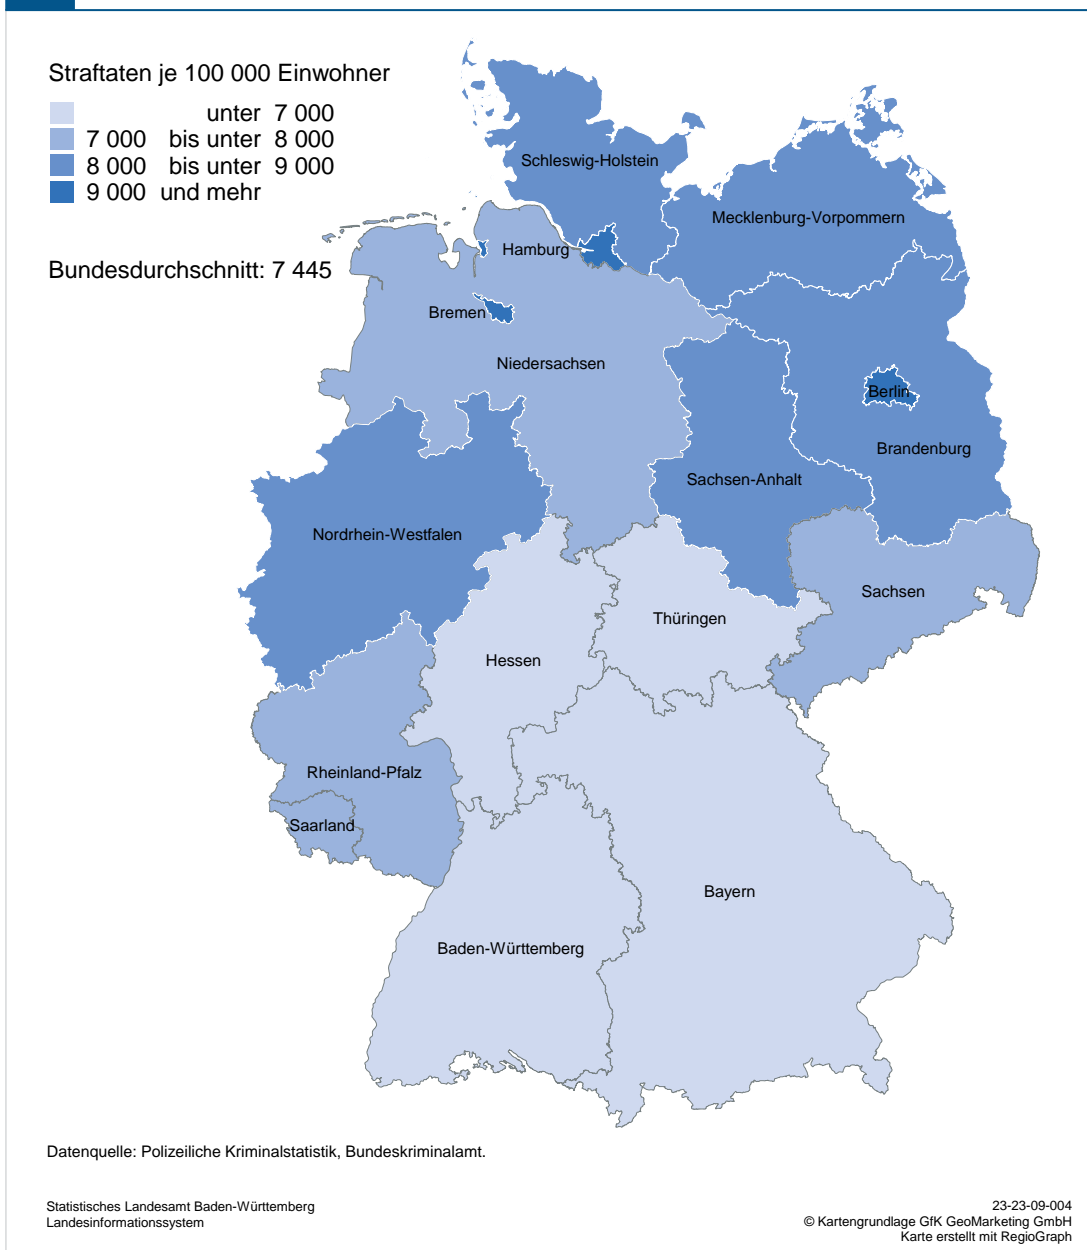 Straftaten je 100 000 Einwohner
unter 7 000
7 000 bis unter 8 000
8 000 bis unter 9 000
9 000 und mehr
Bundesdurchschnitt: 7 445
Schleswig-Holstein
Mecklenburg-Vorpommern
Hamburg
Bremen
Niedersachsen
Berlin
Brandenburg
Sachsen-Anhalt
Nordrhein-Westfalen
Sachsen
Thüringen
Hessen
Rheinland-Pfalz
Saarland
Bayern
Baden-Württemberg
Datenquelle: Polizeiliche Kriminalstatistik, Bundeskriminalamt.
Statistisches Landesamt Baden-Württemberg
Landesinformationssystem
23-23-09-004
© Kartengrundlage GfK GeoMarketing GmbH
Karte erstellt mit RegioGraph